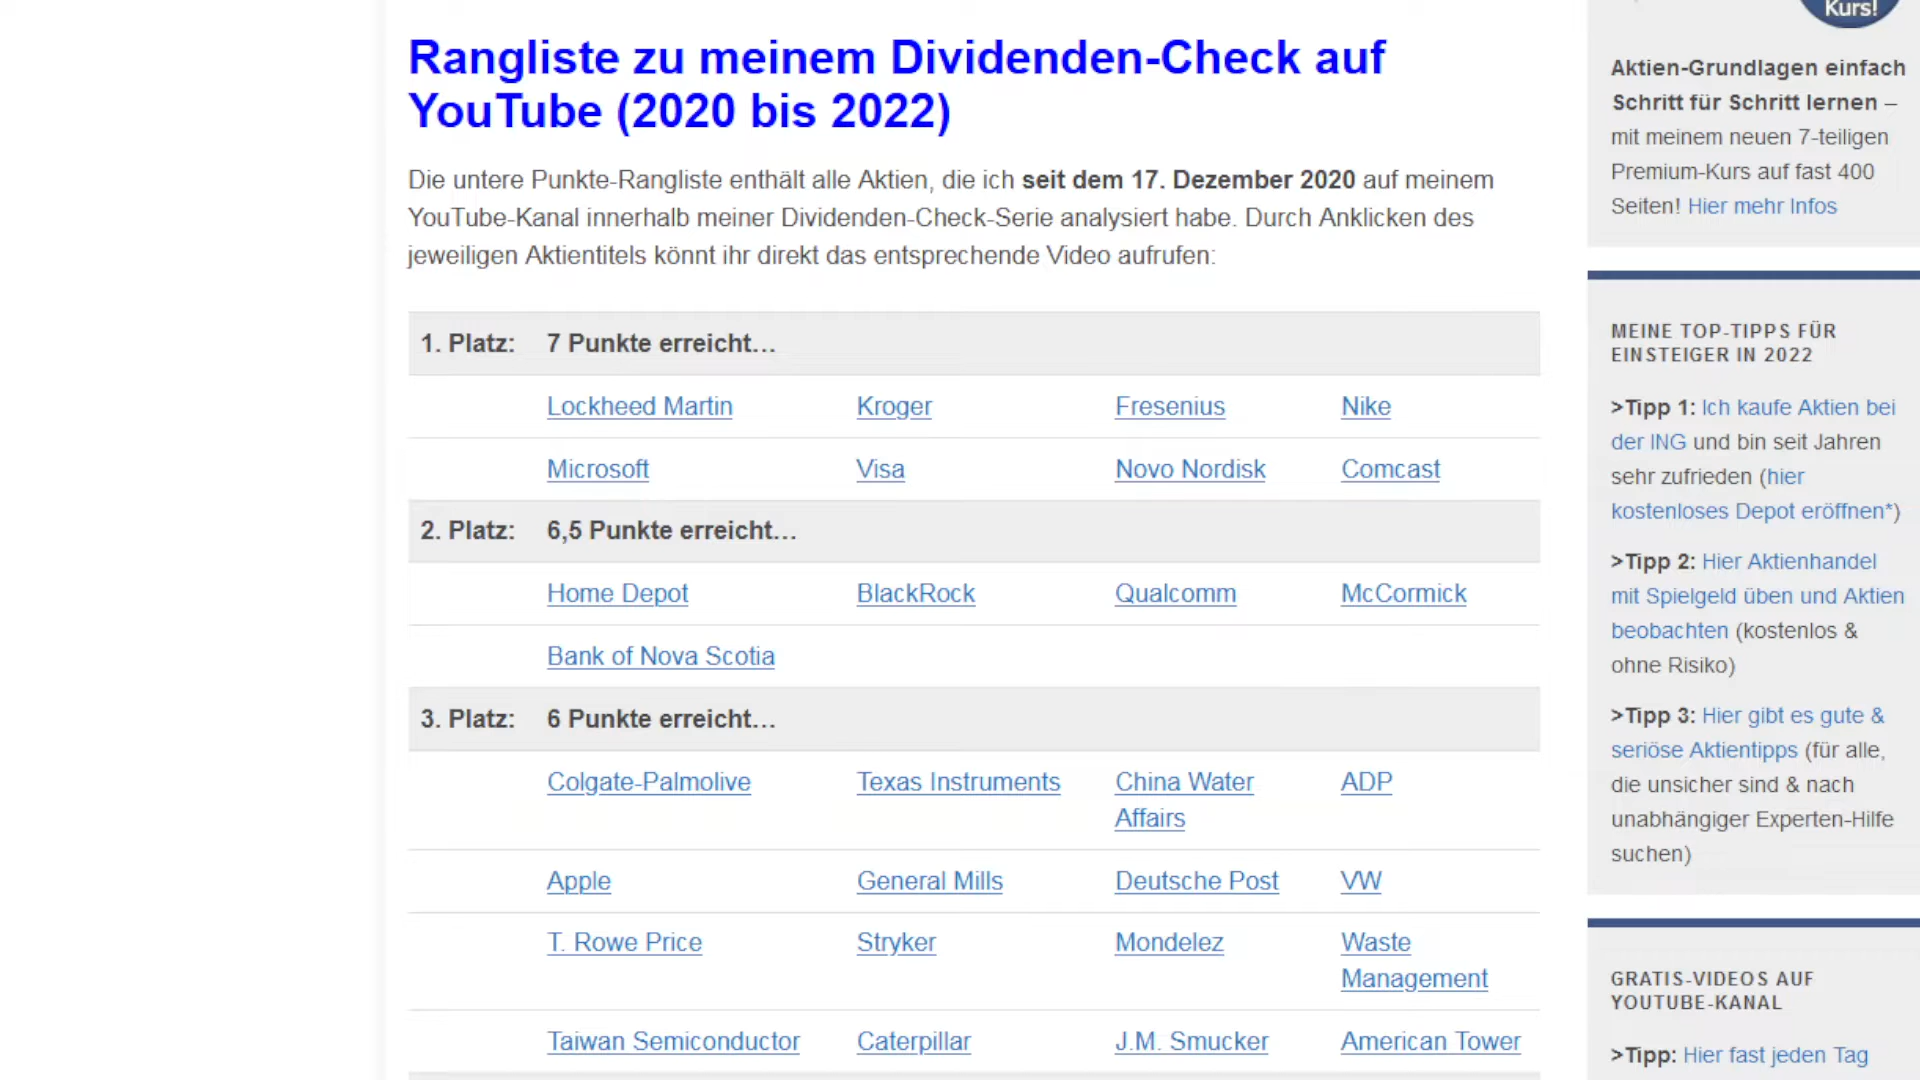 Rangliste zu meinem Dividenden-Check auf
YouTube (2020 bis 2022)
Die untere Punkte-Rangliste enthält alle Aktien, die ich seit dem 17. Dezember 2020 auf meinem
YouTube-Kanal innerhalb meiner Dividenden-Check-Serie analysiert habe. Durch Anklicken des
jeweiligen Aktientitels könnt ihr direkt das entsprechende Video aufrufen:
1. Platz: 7 Punkte erreicht…
Lockheed Martin Kroger Fresenius Nike
Microsoft Visa Novo Nordisk Comcast
2. Platz: 6,5 Punkte erreicht…
Home Depot BlackRock Qualcomm McCormick
Bank of Nova Scotia
3. Platz: 6 Punkte erreicht…
Colgate-Palmolive Texas Instruments China Water ADP
Affairs
Apple General Mills Deutsche Post VW
T. Rowe Price Stryker Mondelez Waste
Management
Taiwan Semiconductor Caterpillar J.M. Smucker American Tower
Kurs!
Aktien-Grundlagen einfach
Schritt für Schritt lernen –
mit meinem neuen 7-teiligen
Premium-Kurs auf fast 400
Seiten! Hier mehr Infos
MEINE TOP-TIPPS FÜR
EINSTEIGER IN 2022
>Tipp 1: Ich kaufe Aktien bei
der ING und bin seit Jahren
sehr zufrieden (hier
kostenloses Depot eröffnen*)
>Tipp 2: Hier Aktienhandel
mit Spielgeld üben und Aktien
beobachten (kostenlos &
ohne Risiko)
>Tipp 3: Hier gibt es gute &
seriöse Aktientipps (für alle,
die unsicher sind & nach
unabhängiger Experten-Hilfe
suchen)
GRATIS-VIDEOS AUF
YOUTUBE-KANAL
>Tipp: Hier fast jeden Tag